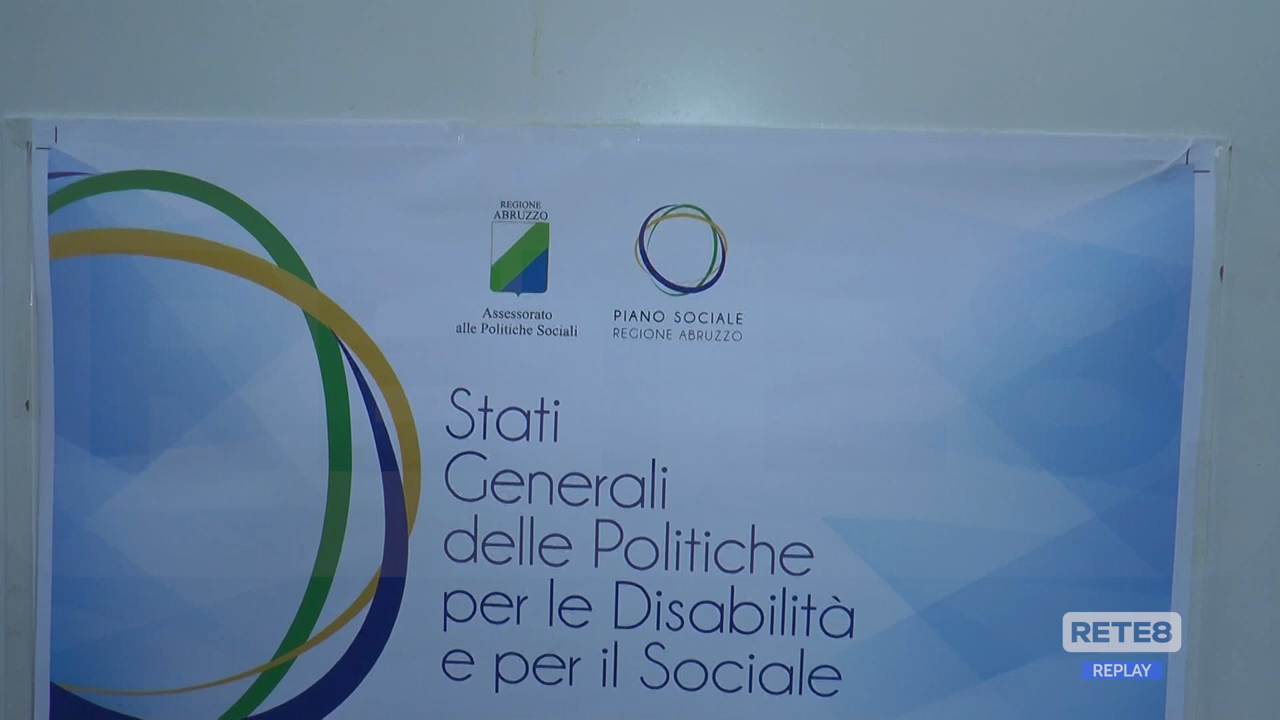 REGIONE
ABRUZZO
Assessorato
alle Politiche Sociali
PIANO SOCIALE
REGIONE ABRUZZO
Stati
Generali
delle Politiche
per le Disabilità
e per il Sociale
RETE8
REPLAY